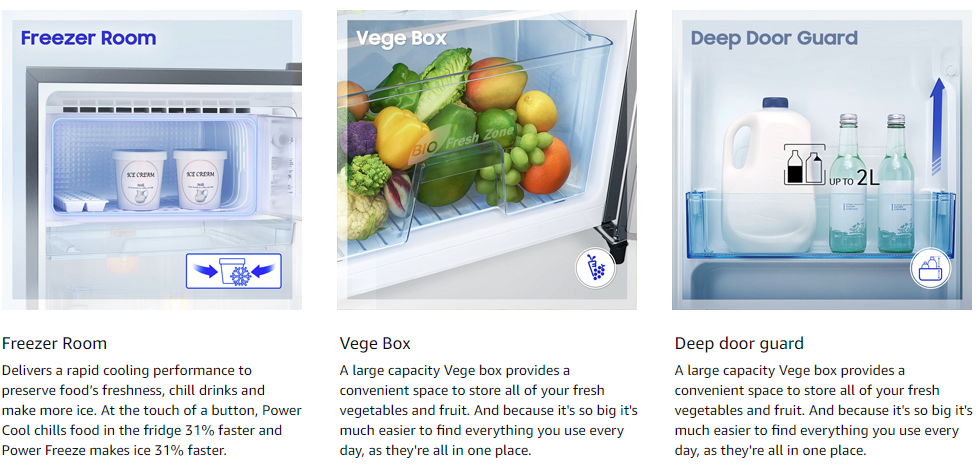 Freezer Room
ICE CREAM
ICE CREAM
Vege Box
BIO Fresh Zone
Deep Door Guard
UP TO 2L
Freezer Room
Delivers a rapid cooling performance to
preserve food’s freshness, chill drinks and
make more ice. At the touch of a button, Power
Cool chills food in the fridge 31% faster and
Power Freeze makes ice 31% faster.
Vege Box
A large capacity Vege box provides a
convenient space to store all of your fresh
vegetables and fruit. And because it's so big it's
much easier to find everything you use every
day, as they're all in one place.
Deep door guard
A large capacity Vege box provides a
convenient space to store all of your fresh
vegetables and fruit. And because it's so big it's
much easier to find everything you use every
day, as they're all in one place.